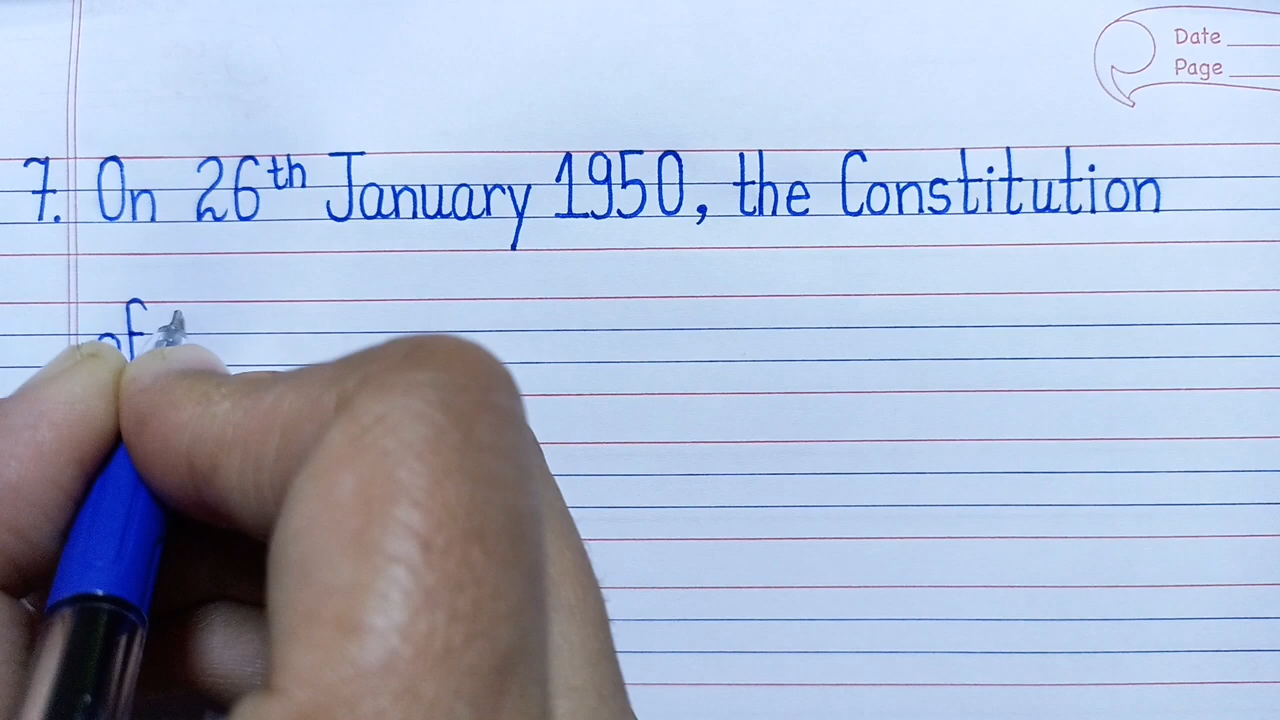 Date
Page
7. On 26th January 1950, the Constitution
of